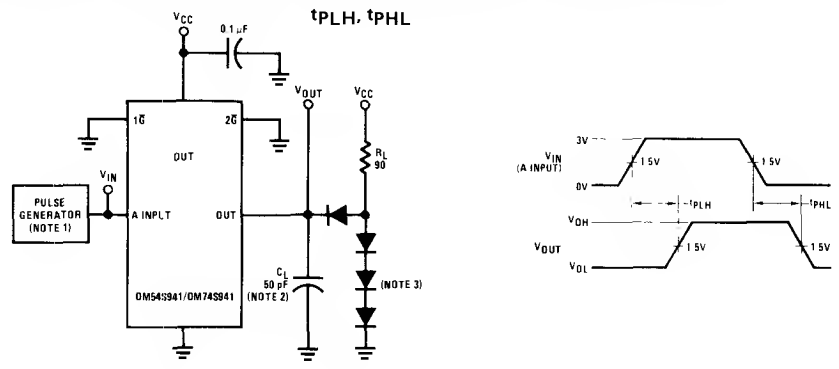 tPLH, tPHL
VCC
0.1 μF
VOUT
VCC
1G̅
2G̅
DUT
RL
90
VIN
PULSE
GENERATOR
(NOTE 1)
A INPUT
OUT
CL
50 pF
(NOTE 2)
(NOTE 3)
DM54S941/DM74S941
3V
VIN
(A INPUT)
1.5V
1.5V
0V
tPLH
tPHL
VOH
VOUT
1.5V
1.5V
VOL